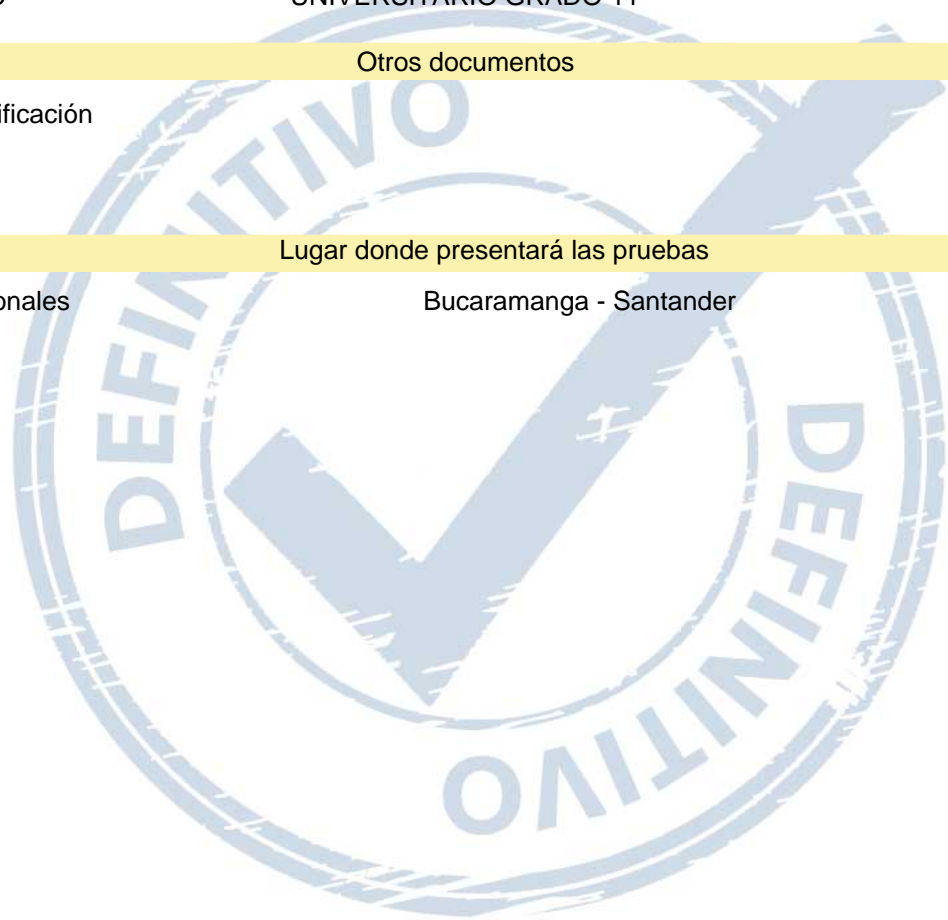 UNIVERSITARIO GRADO 11
Otros documentos
ificación
Lugar donde presentará las pruebas
onales Bucaramanga - Santander
DEFINITIVO
DEFINITIVO